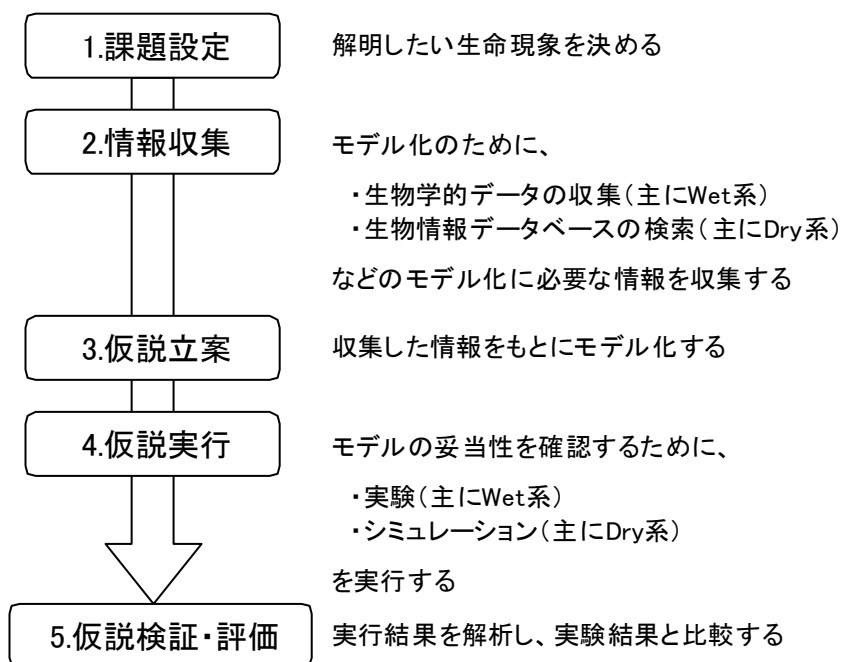 1.課題設定
解明したい生命現象を決める
2.情報収集
モデル化のために、
・生物学的データの収集(主にWet系)
・生物情報データベースの検索(主にDry系)
などのモデル化に必要な情報を収集する
3.仮説立案
収集した情報をもとにモデル化する
4.仮説実行
モデルの妥当性を確認するために、
・実験(主にWet系)
・シミュレーション(主にDry系)
を実行する
5.仮説検証・評価
実行結果を解析し、実験結果と比較する